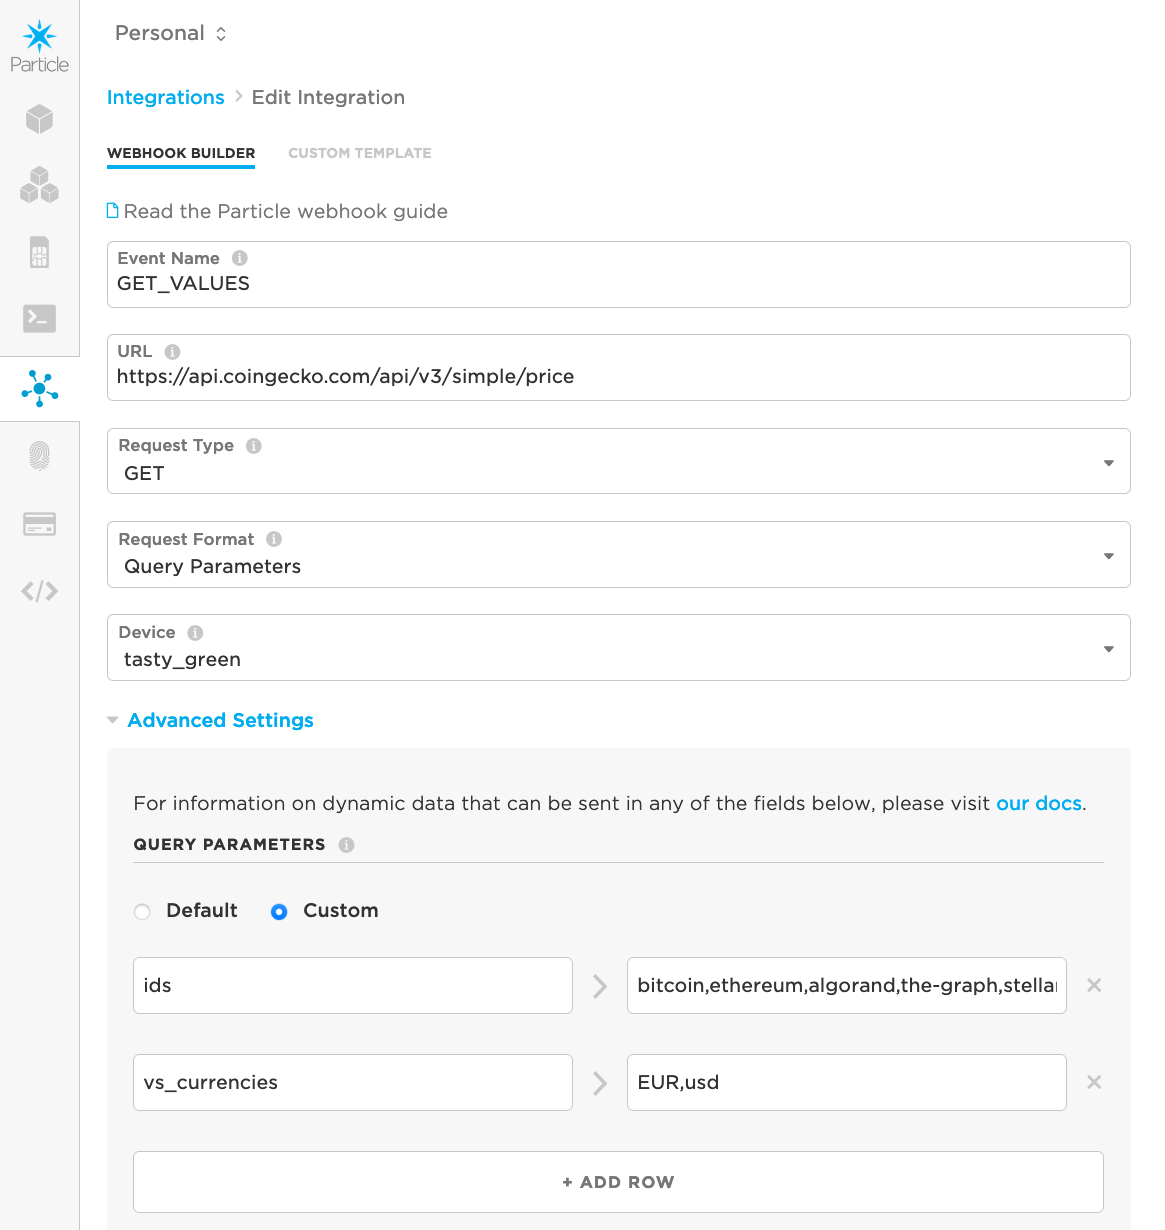 Particle
Personal
Integrations > Edit Integration
WEBHOOK BUILDER CUSTOM TEMPLATE
Read the Particle webhook guide
Event Name
GET_VALUES
URL
https://api.coingecko.com/api/v3/simple/price
Request Type
GET
Request Format
Query Parameters
Device
tasty_green
Advanced Settings
For information on dynamic data that can be sent in any of the fields below, please visit our docs.
QUERY PARAMETERS
Default Custom
ids bitcoin,ethereum,algorand,the-graph,stellar
vs_currencies EUR,usd
+ ADD ROW